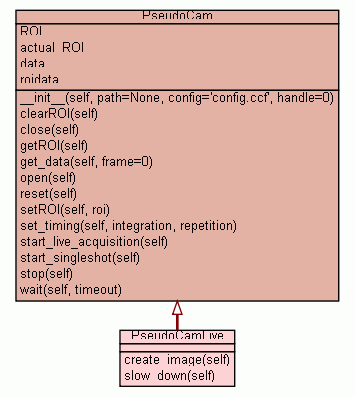 PseudoCam
ROI
actual_ROI
data
roidata
__init__(self, path=None, config='config.ccf', handle=0)
clearROI(self)
close(self)
getROI(self)
get_data(self, frame=0)
open(self)
reset(self)
setROI(self, roi)
set_timing(self, integration, repetition)
start_live_acquisition(self)
start_singleshot(self)
stop(self)
wait(self, timeout)
PseudoCamLive
create_image(self)
slow_down(self)